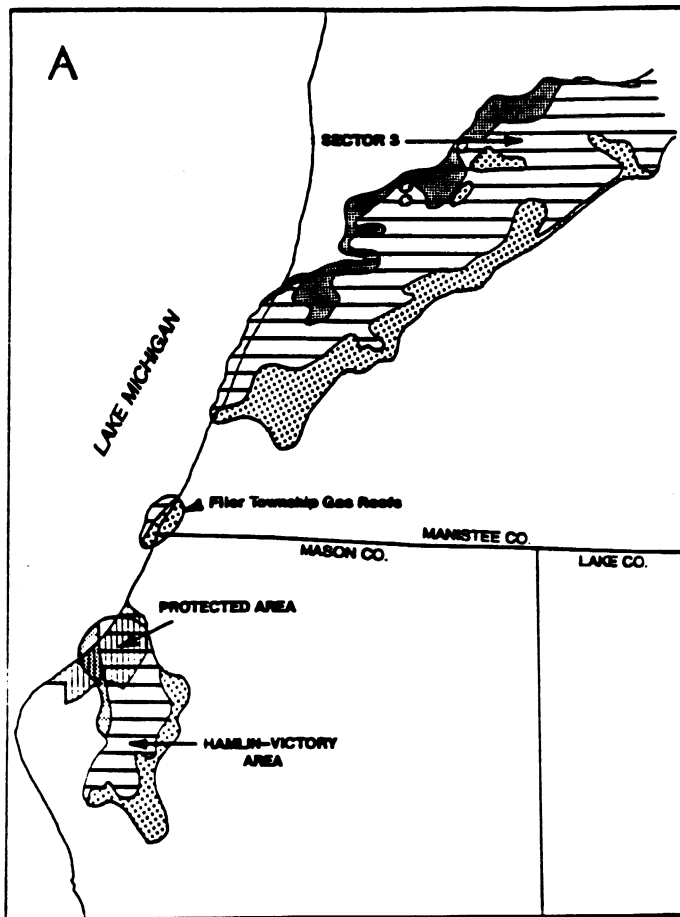 A
SECTOR 3
LAKE MICHIGAN
Filer Township Gas Reefs
MANISTEE CO.
MASON CO.
LAKE CO.
PROTECTED AREA
HAMLIN-VICTORY
AREA